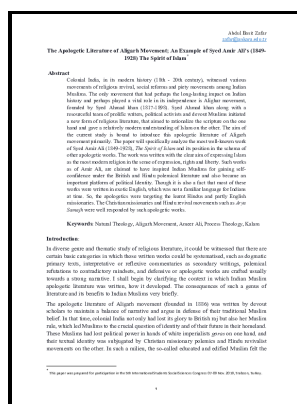 Abdul Basit Zafar
The Apologetic Literature of Aligarh Movement; An Example of Syed Amir Ali's (1849-
1928) The Spirit of Islam*
Abstract
Colonial India, in its modern history (18th - 20th century), witnessed various
movements of religious revival, social reforms and piety movements among Indian
Muslims. The only movement that had perhaps the long-lasting impact on Indian
history and perhaps played a vital role in its independence is Aligarh movement,
founded by Syed Ahmad Khan (1817-1898). Syed Ahmad Khan along with a
resourceful team of prolific writers, political activists and devout Muslims initiated
a new form of religious literature, that aimed to rationalize the scripture on the one
hand and give a relatively modern understanding of Islam on the other. The aim of
the current study is to introduce this apologetic literature of Aligarh
movement primarily. The paper will specifically analyze the most well-known work
of Syed Amir Ali (1849-1928), The Spirit of Islam and its position in the schema
of other apologetic works. The work was written with the clear aim of expressing Islam
as the most modern religion in the sense of expression, rights and liberty. Such works
as of Amir Ali, are claimed to have inspired Indian Muslims for gaining self-
confidence under the British and Hindu polemical literature and also became an
important platform of political identity. Though it is also the fact that most of these
works were written in exotic English, which was not a familiar language for Indians
at time. So, the apologetics were targeting the learned Hindus and partly English
missionaries. The Christian missionaries and Hindu revival movements such as Arya
Samajh were well responded by such apologetic works.
Keywords: Natural Theology, Aligarh Movement, Ameer Ali, Process Theology, Kalam
Introduction:
In diverse genre and thematic study of religious literature, it could be witnessed that there are
certain basic categories in which these written works could be systematized, such as dogmatic
primary texts, interpretative or reflexive commentaries as secondary writings, polemical
refutations to contradictory mindsets, and defensive or apologetic works are crafted usually
towards a strong narrative. I shall begin by clarifying the context in which Indian Muslim
apologetic literature was written, how it developed. The consequences of such a genre of
literature and its benefits to Indian Muslims very briefly.
The apologetic literature of Aligarh movement (founded in 1816) was written by devout
scholars to maintain a balance of narrative and argue in defense of their traditional Muslim
belief. In that time, colonial India not only had lost its glory to British raj but also her Muslim
rule, which led Muslims to the crucial question of identity and of their future in their homeland.
These Muslims had lost political power in hands of white imperialists given on one hand, and
their textual identity was subjugated by Christian missionary polemics and Hindu revivalist
movements on the other. In such a milieu, the so-called educated and skilled Muslim felt the
* This paper was prepared for participation in the 5th International Students Social Science Congress